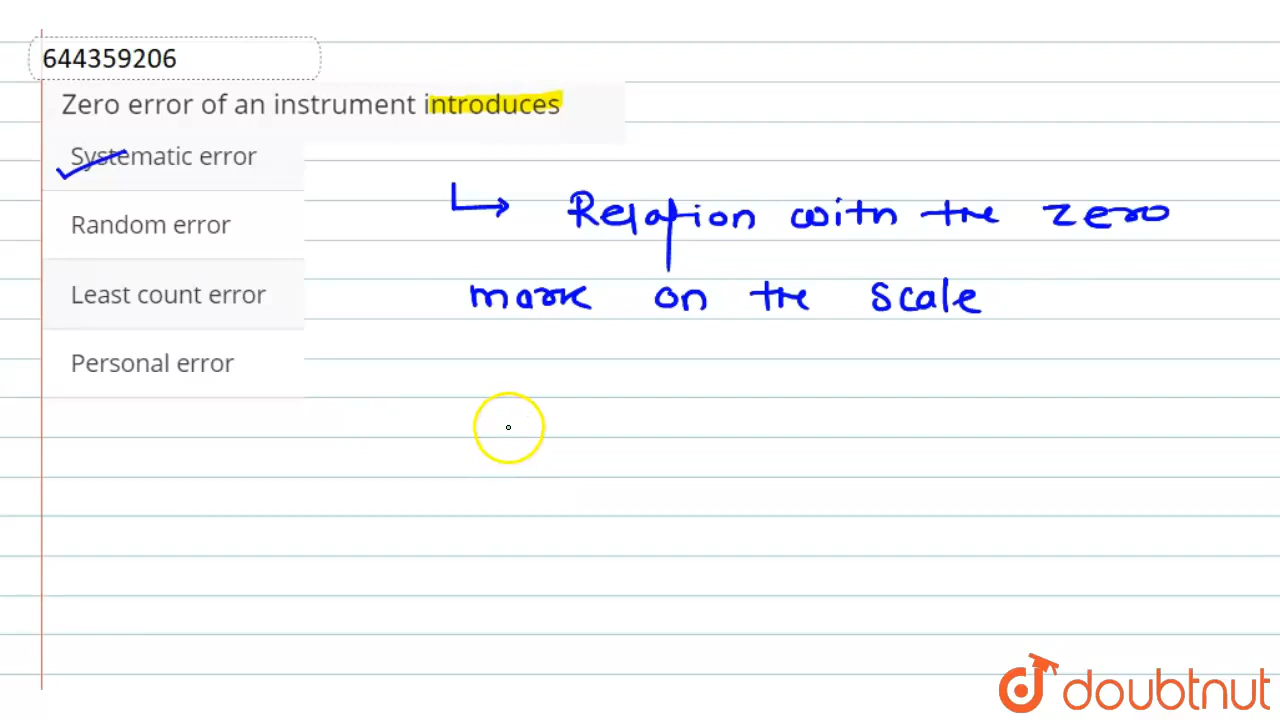 644359206
Zero error of an instrument introduces
Systematic error
Random error
Least count error
Personal error
Relation with the zero
mark on the scale
doubtnut